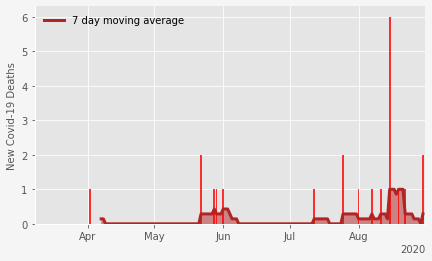 7 day moving average
New Covid-19 Deaths
6
5
4
3
2
1
0
Apr
May
Jun
Jul
Aug
2020